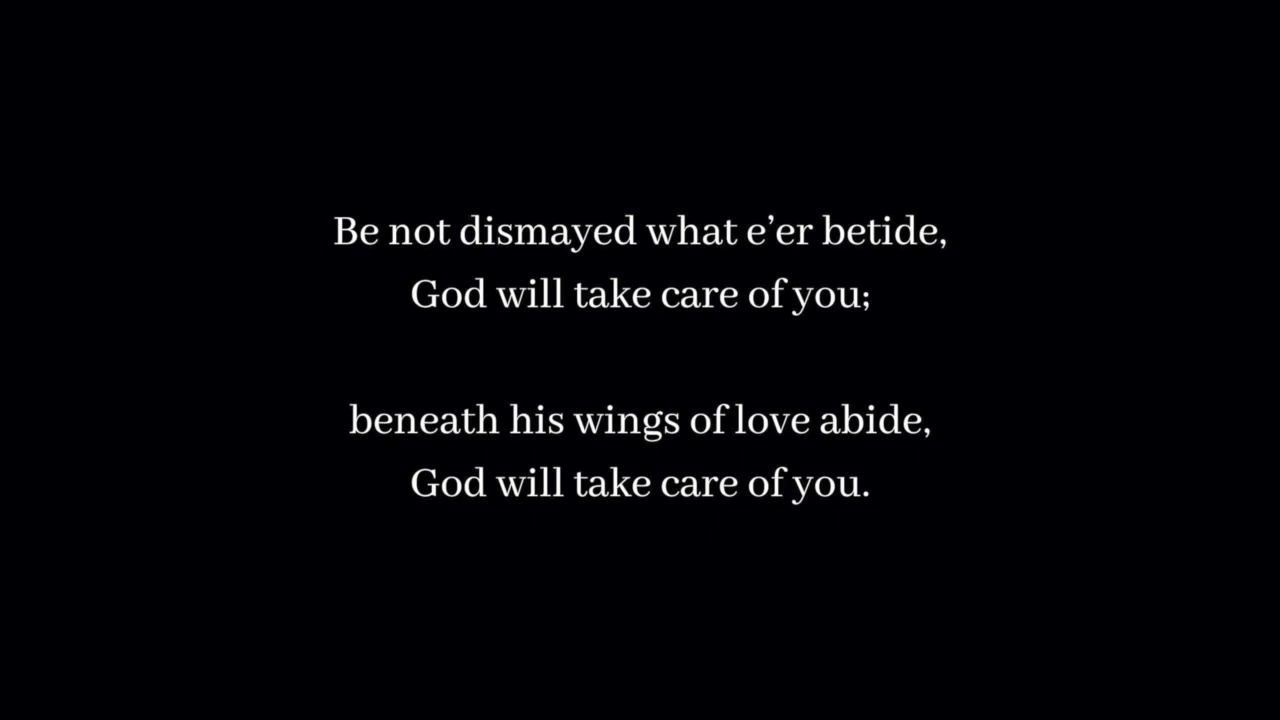 Be not dismayed what e’er betide,
God will take care of you;
beneath his wings of love abide,
God will take care of you.